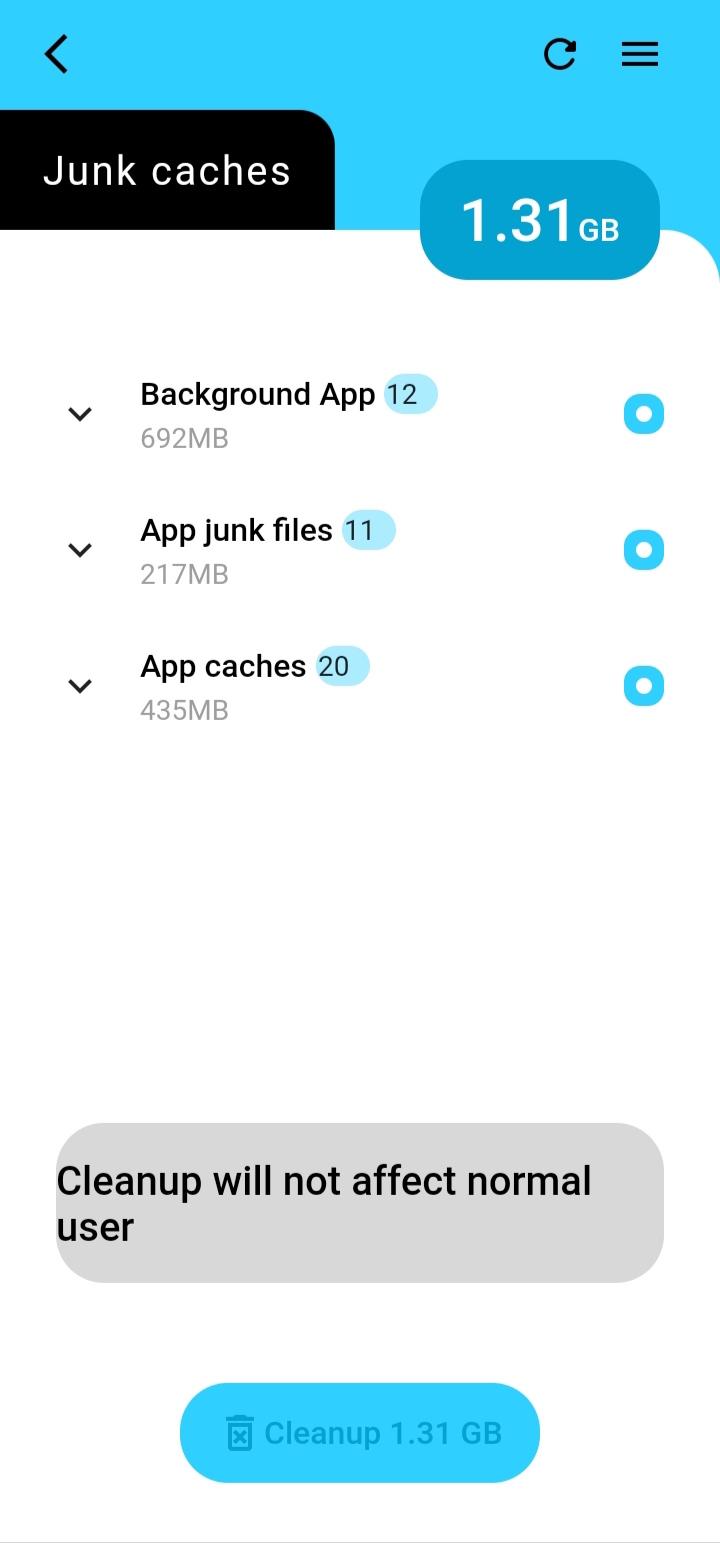 Junk caches
1.31GB
Background App 12
692MB
App junk files 11
217MB
App caches 20
435MB
Cleanup will not affect normal
user
Cleanup 1.31 GB